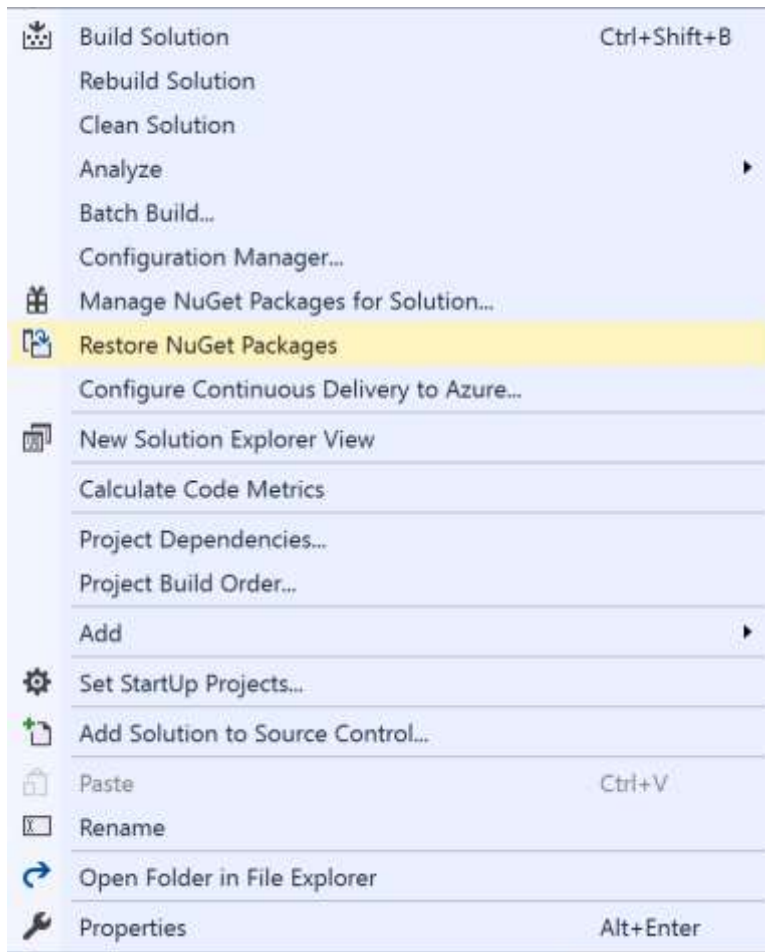 Build Solution Ctrl+Shift+B
Rebuild Solution
Clean Solution
Analyze
Batch Build...
Configuration Manager...
Manage NuGet Packages for Solution...
Restore NuGet Packages
Configure Continuous Delivery to Azure...
New Solution Explorer View
Calculate Code Metrics
Project Dependencies...
Project Build Order...
Add
Set StartUp Projects...
Add Solution to Source Control...
Paste Ctrl+V
Rename
Open Folder in File Explorer
Properties Alt+Enter